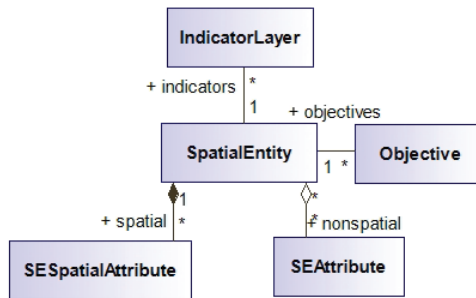 IndicatorLayer
+ indicators *
1
+ objectives
SpatialEntity
Objective
1 *
1
*
+ spatial *
*
+ nonspatial
SESpatialAttribute
SEAttribute